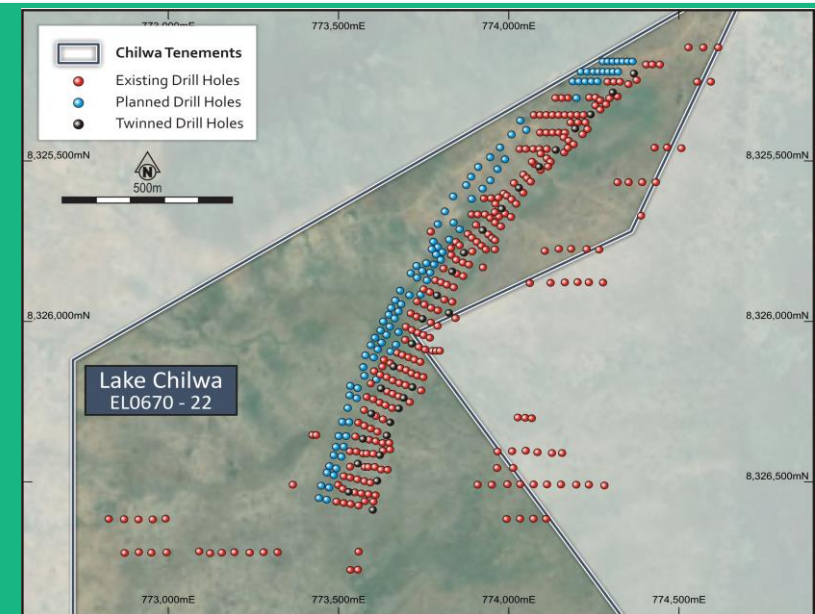 773,000mE 773,500mE 774,000mE
Chilwa Tenements
Existing Drill Holes
Planned Drill Holes
Twinned Drill Holes
8,325,500mN 8,325,500mN
N
500m
8,326,000mN 8,326,000mN
Lake Chilwa
EL0670 - 22
8,326,500mN
773,000mE 773,500mE 774,000mE 774,500mE